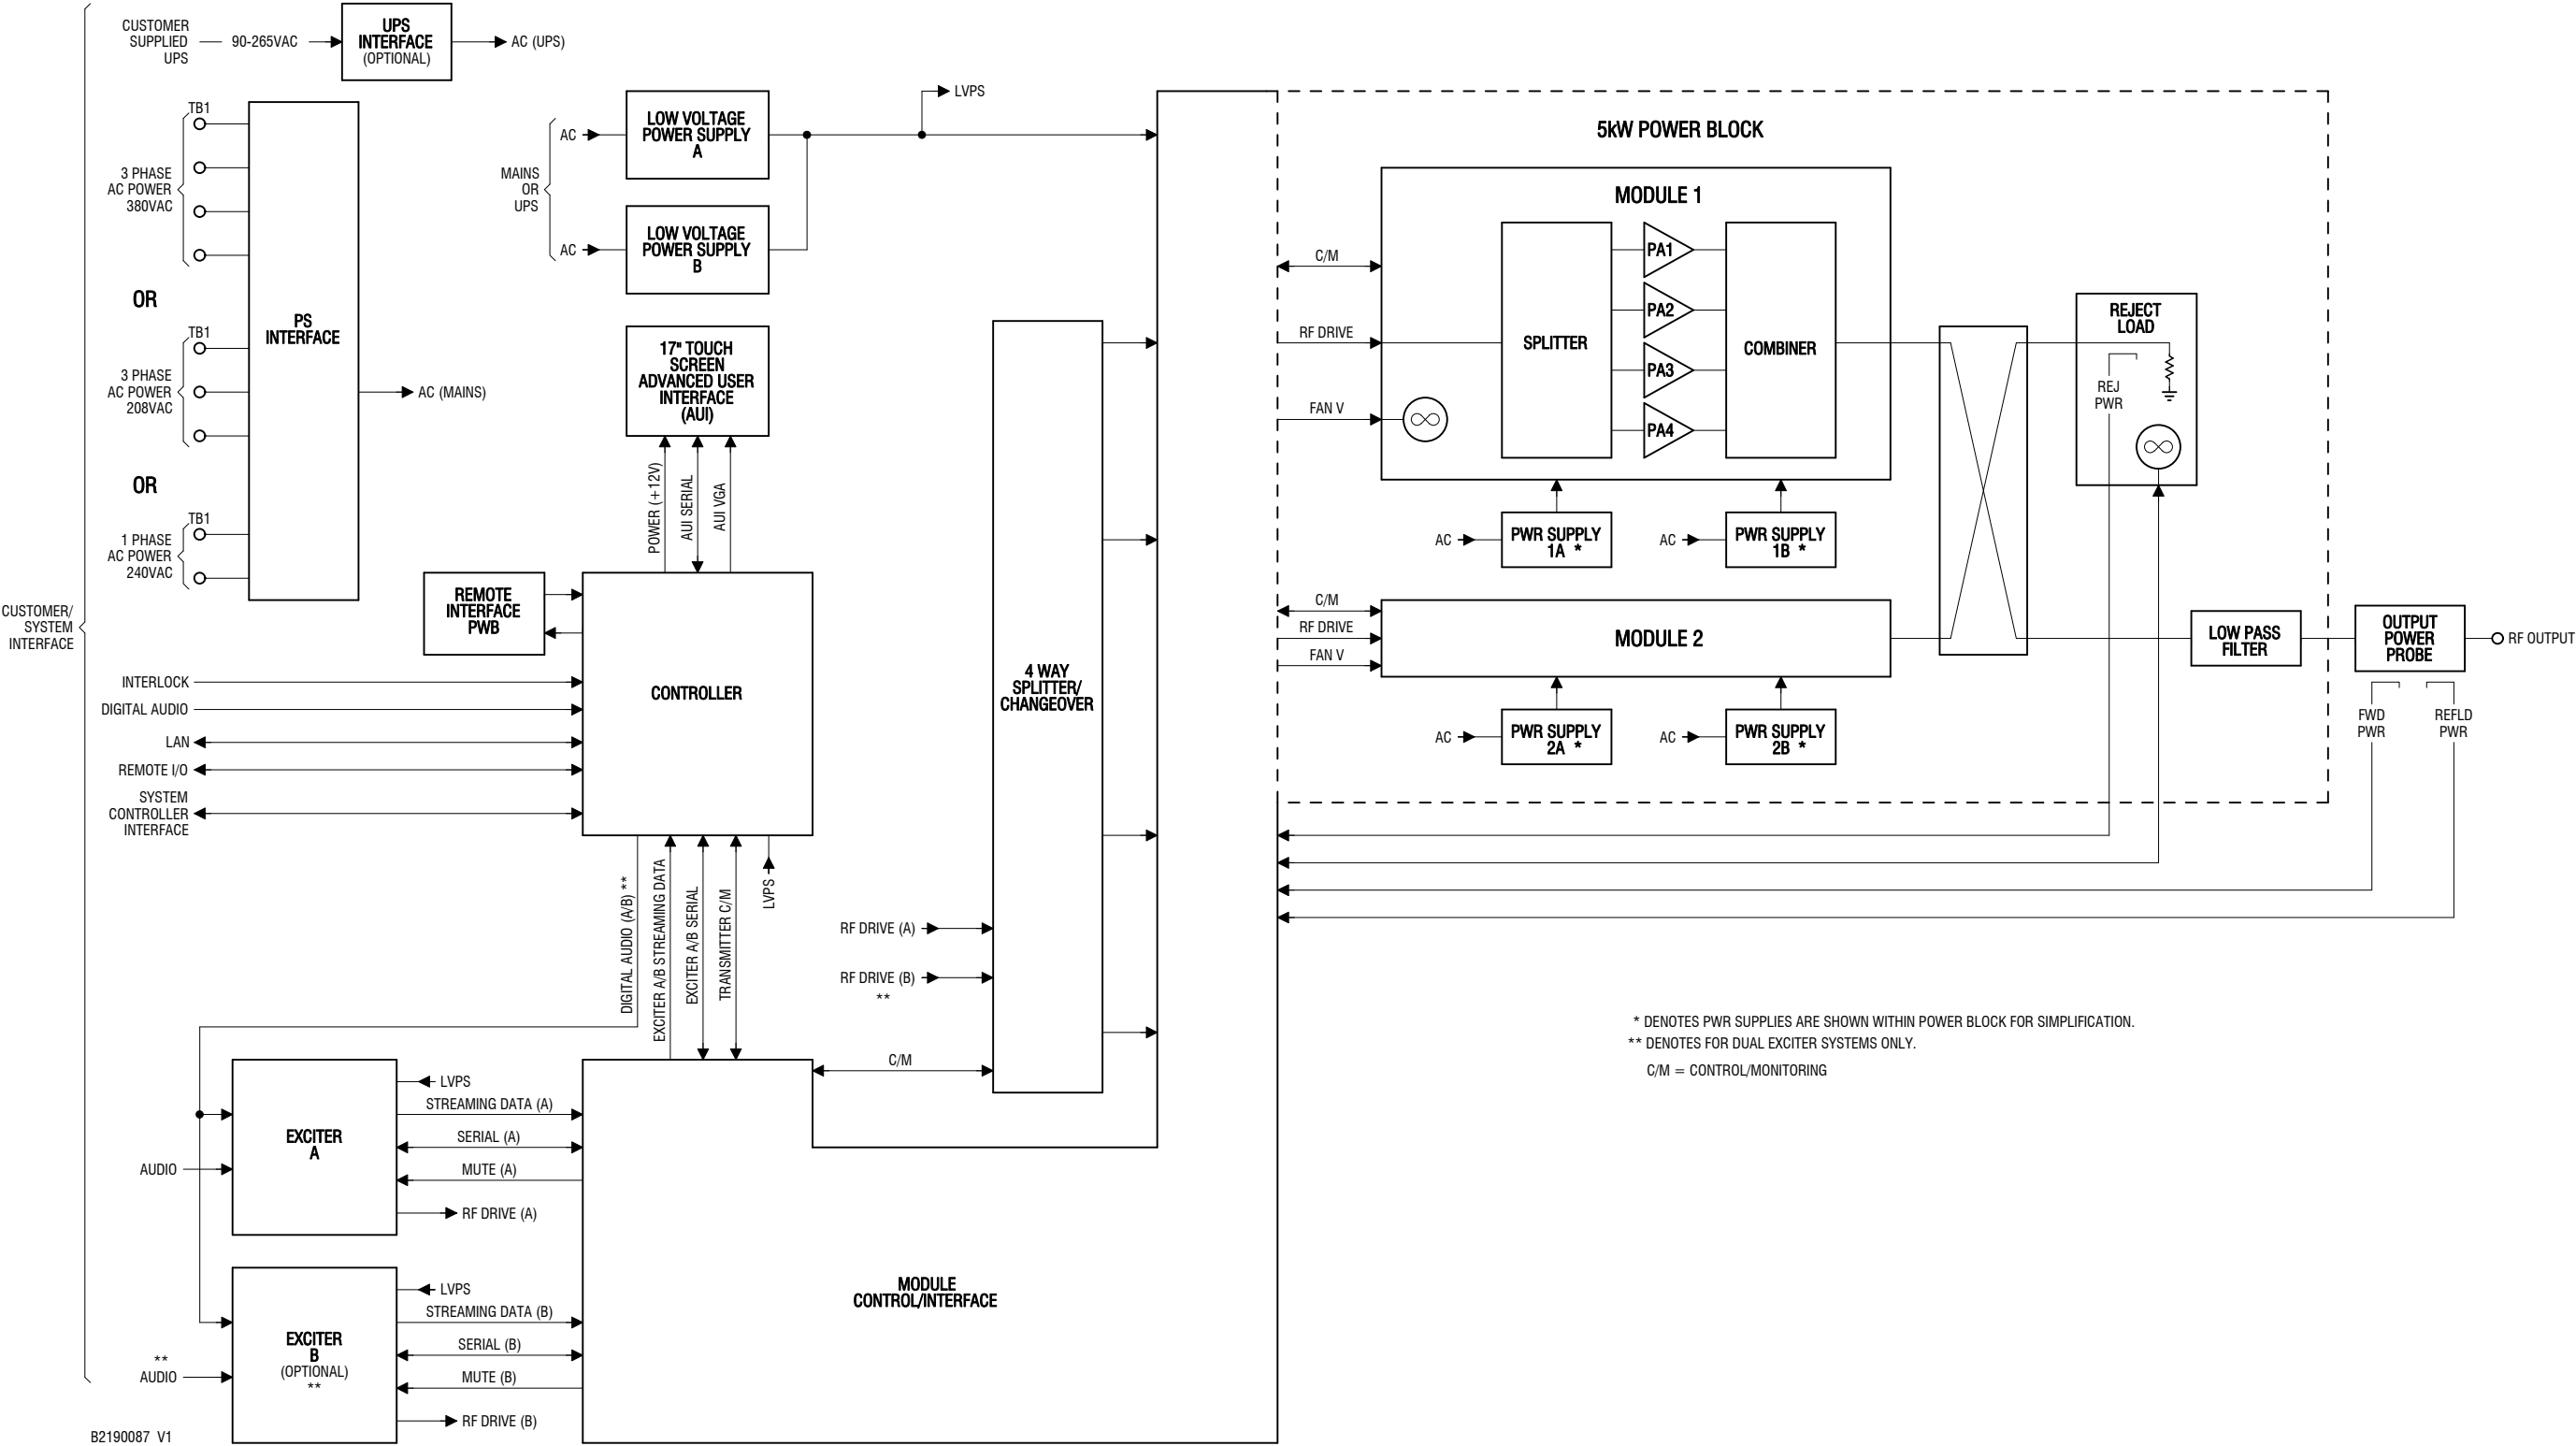 CUSTOMER
SUPPLIED
UPS
90-265VAC
UPS
INTERFACE
(OPTIONAL)
AC (UPS)
TB1
3 PHASE
AC POWER
380VAC
OR
TB1
3 PHASE
AC POWER
208VAC
OR
TB1
1 PHASE
AC POWER
240VAC
PS
INTERFACE
AC (MAINS)
CUSTOMER/
SYSTEM
INTERFACE
MAINS
OR
UPS
AC
LOW VOLTAGE
POWER SUPPLY
A
AC
LOW VOLTAGE
POWER SUPPLY
B
LVPS
17" TOUCH
SCREEN
ADVANCED USER
INTERFACE
(AUI)
POWER (+12V)
AUI SERIAL
AUI VGA
REMOTE
INTERFACE
PWB
CONTROLLER
INTERLOCK
DIGITAL AUDIO
LAN
REMOTE I/O
SYSTEM
CONTROLLER
INTERFACE
DIGITAL AUDIO (A/B) **
EXCITER A/B STREAMING DATA
EXCITER A/B SERIAL
TRANSMITTER C/M
LVPS
4 WAY
SPLITTER/
CHANGEOVER
RF DRIVE (A)
RF DRIVE (B)
**
C/M
EXCITER
A
AUDIO
LVPS
STREAMING DATA (A)
SERIAL (A)
MUTE (A)
RF DRIVE (A)
EXCITER
B
(OPTIONAL)
**
**
AUDIO
LVPS
STREAMING DATA (B)
SERIAL (B)
MUTE (B)
RF DRIVE (B)
MODULE
CONTROL/INTERFACE
B2190087 V1
5kW POWER BLOCK
MODULE 1
C/M
RF DRIVE
FAN V
SPLITTER
PA1
PA2
PA3
PA4
COMBINER
AC
PWR SUPPLY
1A *
AC
PWR SUPPLY
1B *
C/M
RF DRIVE
FAN V
MODULE 2
AC
PWR SUPPLY
2A *
AC
PWR SUPPLY
2B *
REJECT
LOAD
REJ
PWR
LOW PASS
FILTER
OUTPUT
POWER
PROBE
RF OUTPUT
FWD
PWR
REFLD
PWR
* DENOTES PWR SUPPLIES ARE SHOWN WITHIN POWER BLOCK FOR SIMPLIFICATION.
** DENOTES FOR DUAL EXCITER SYSTEMS ONLY.
C/M = CONTROL/MONITORING